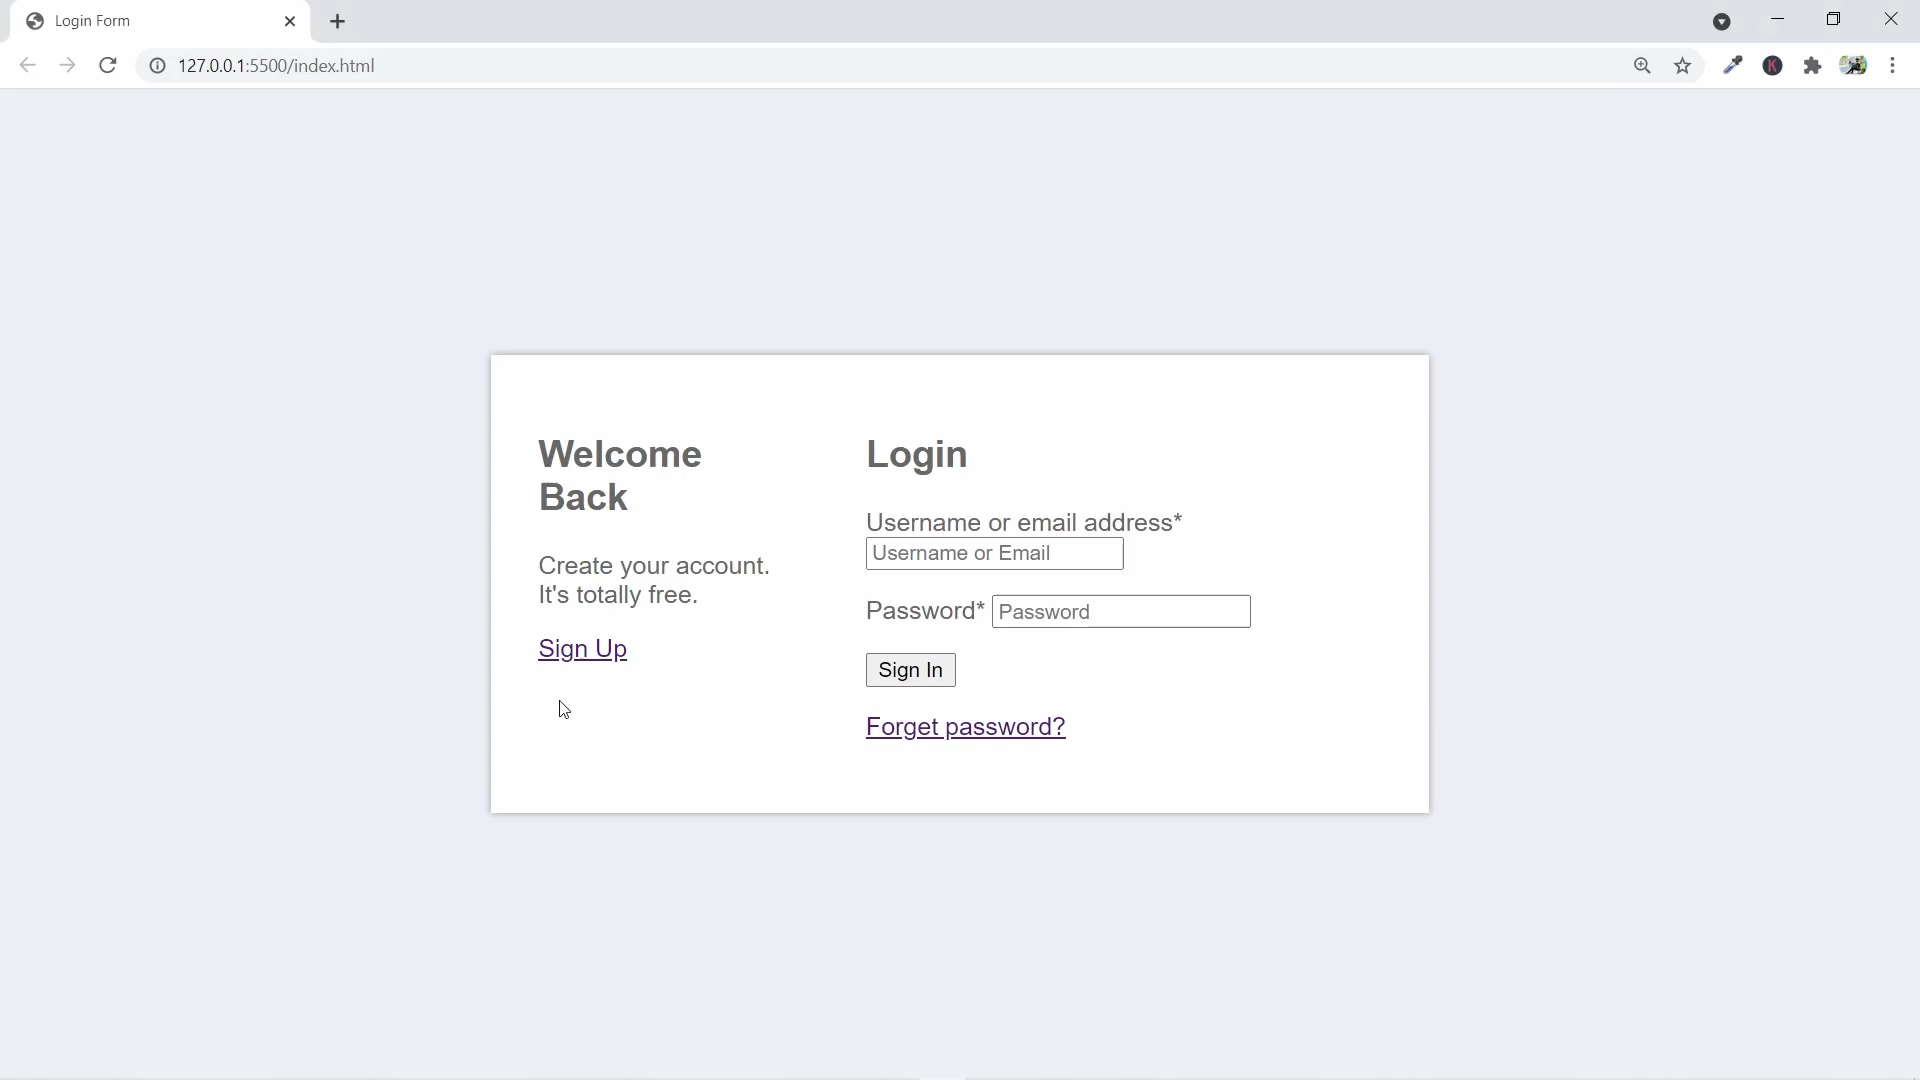 Login Form
127.0.0.1:5500/index.html
K
Welcome
Back
Create your account.
It's totally free.
Sign Up
Login
Username or email address*
Username or Email
Password* Password
Sign In
Forget password?